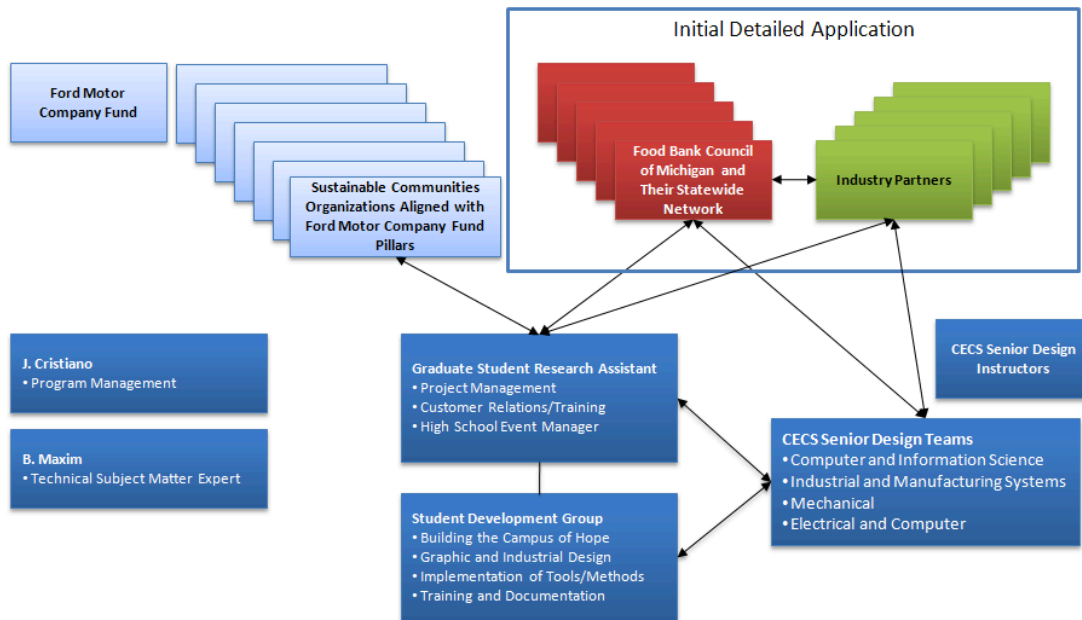 Initial Detailed Application
Ford Motor
Company Fund
Sustainable Communities
Organizations Aligned with
Ford Motor Company Fund
Pillars
Food Bank Council
of Michigan and
Their Statewide
Network
Industry Partners
J. Cristiano
• Program Management
B. Maxim
• Technical Subject Matter Expert
Graduate Student Research Assistant
• Project Management
• Customer Relations/Training
• High School Event Manager
Student Development Group
• Building the Campus of Hope
• Graphic and Industrial Design
• Implementation of Tools/Methods
• Training and Documentation
CECS Senior Design
Instructors
CECS Senior Design Teams
• Computer and Information Science
• Industrial and Manufacturing Systems
• Mechanical
• Electrical and Computer